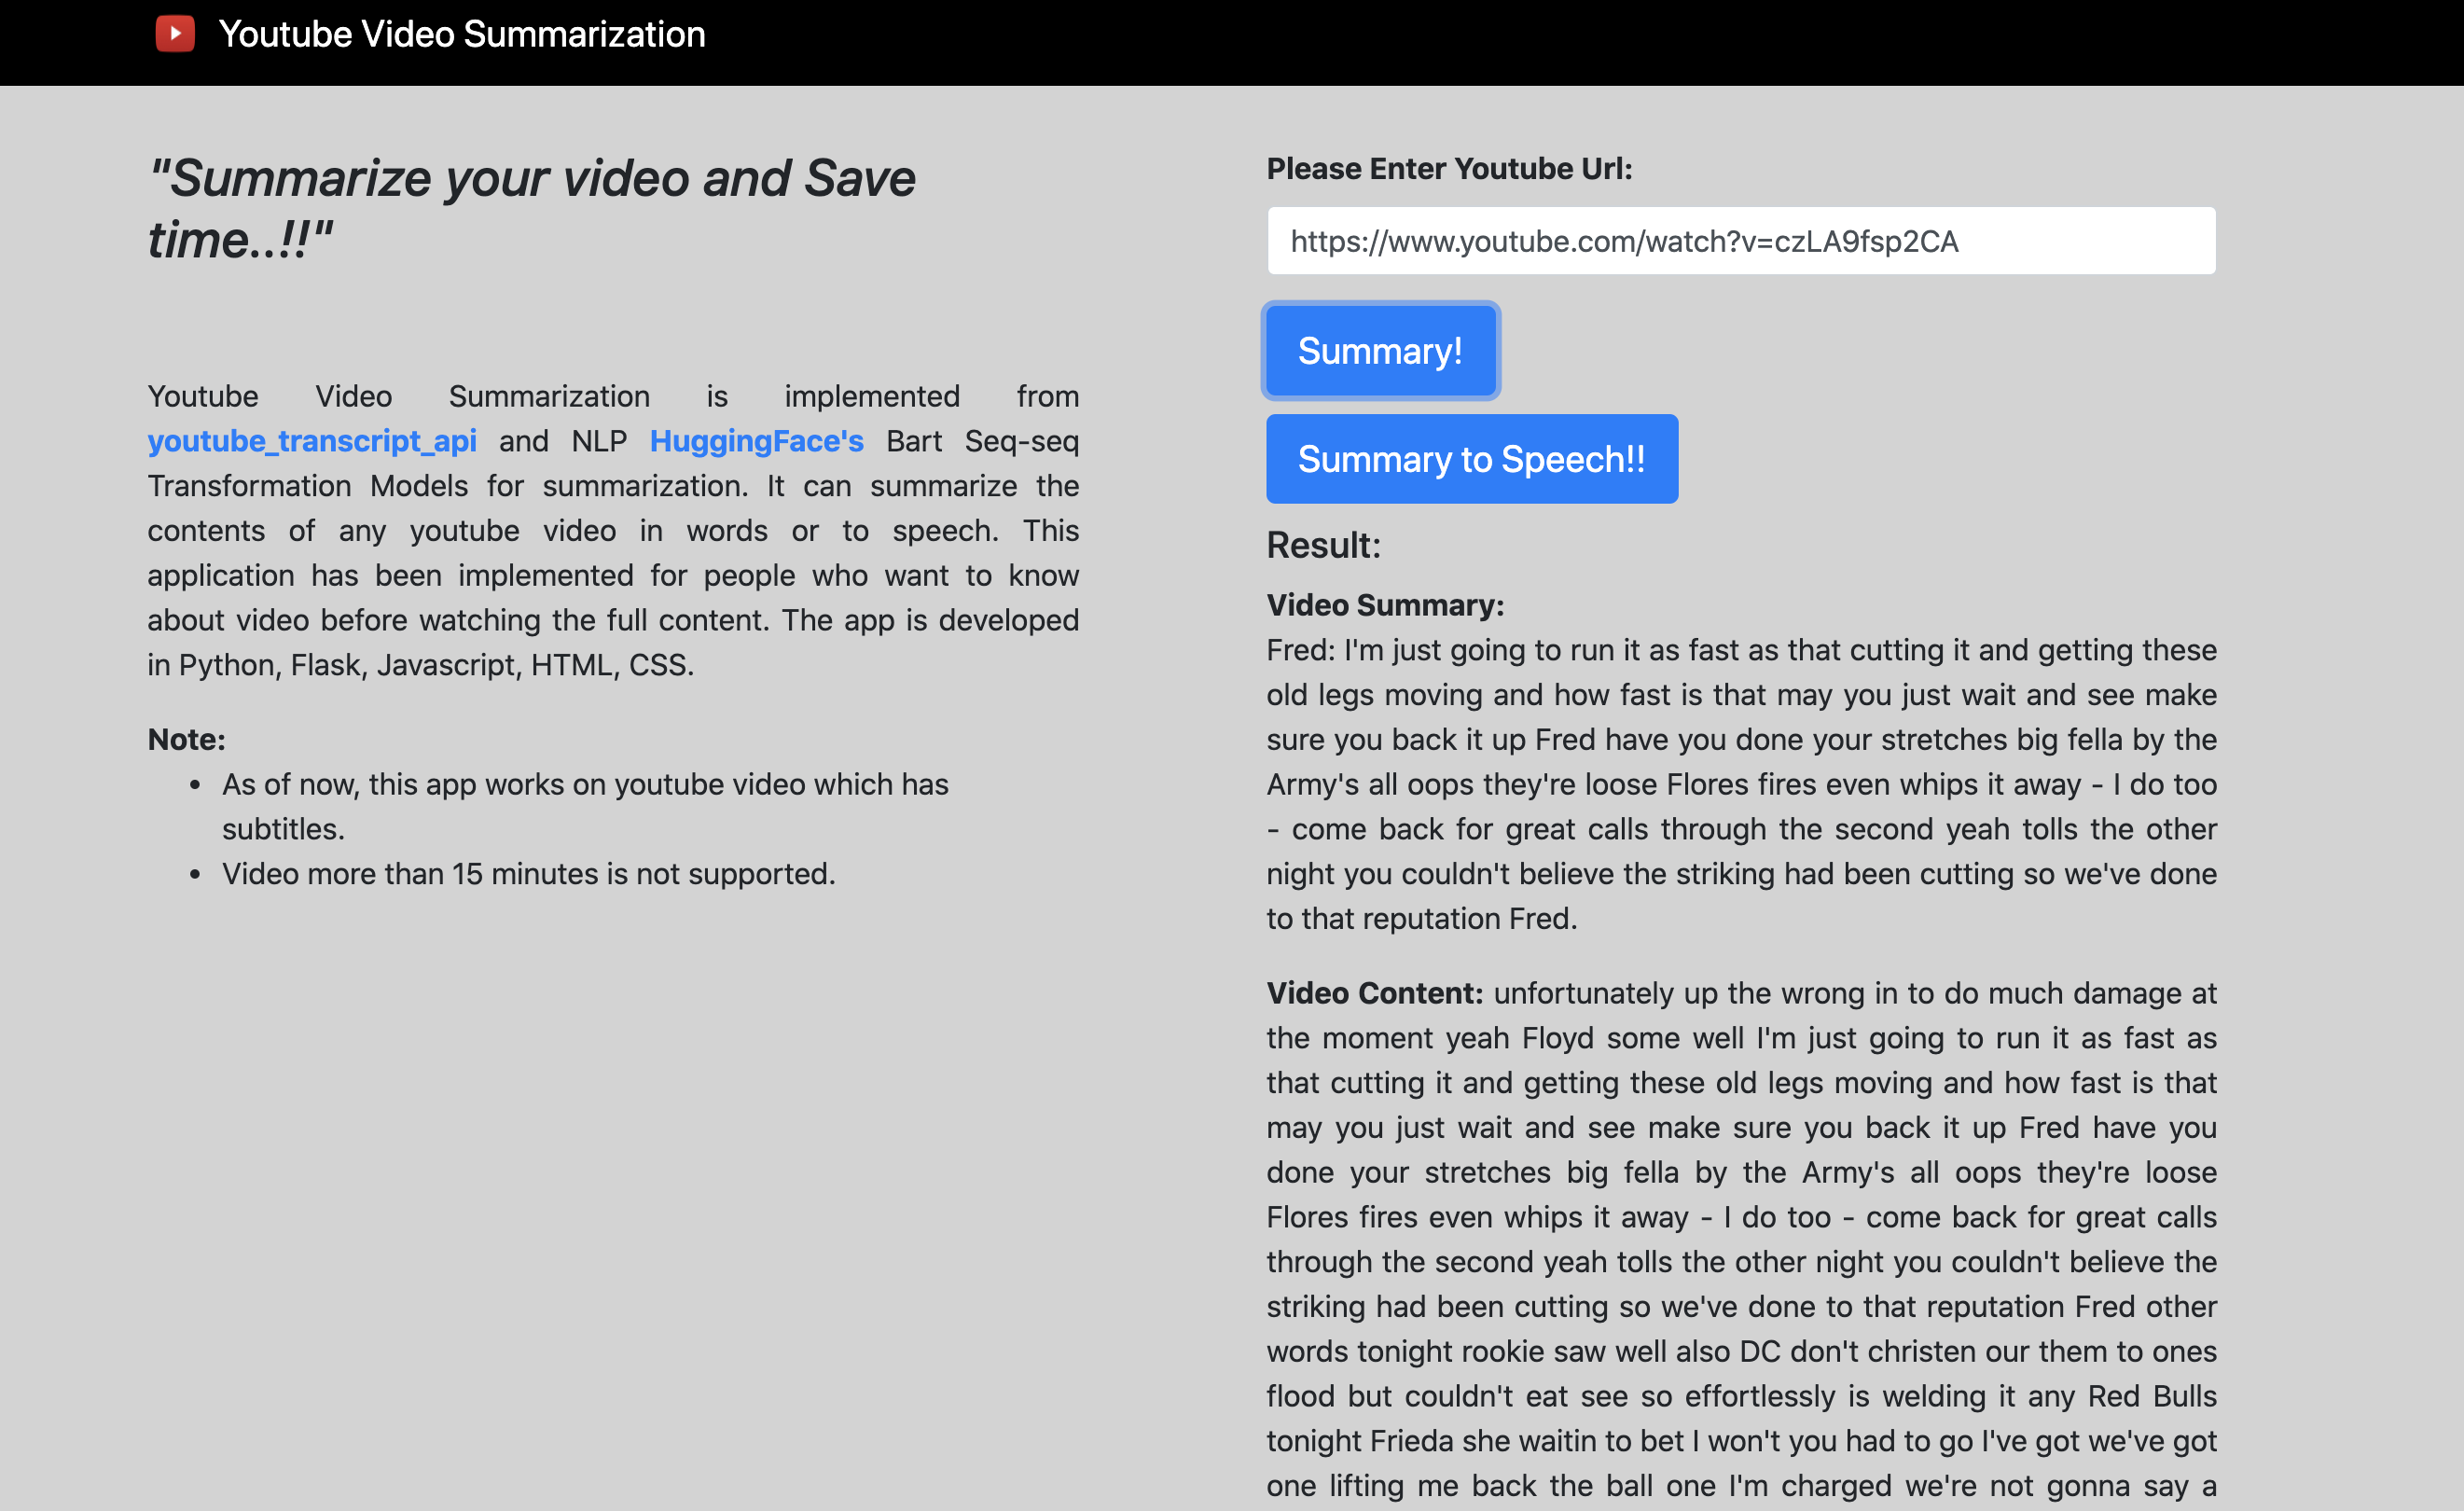 Youtube Video Summarization
"Summarize your video and Save
time..!!"
Youtube Video Summarization is implemented from
youtube_transcript_api and NLP HuggingFace's Bart Seq-seq
Transformation Models for summarization. It can summarize the
contents of any youtube video in words or to speech. This
application has been implemented for people who want to know
about video before watching the full content. The app is developed
in Python, Flask, Javascript, HTML, CSS.
Note:
• As of now, this app works on youtube video which has
subtitles.
• Video more than 15 minutes is not supported.
Please Enter Youtube Url:
https://www.youtube.com/watch?v=czLA9fsp2CA
Summary!
Summary to Speech!!
Result:
Video Summary:
Fred: I'm just going to run it as fast as that cutting it and getting these
old legs moving and how fast is that may you just wait and see make
sure you back it up Fred have you done your stretches big fella by the
Army's all oops they're loose Flores fires even whips it away - I do too
- come back for great calls through the second yeah tolls the other
night you couldn't believe the striking had been cutting so we've done
to that reputation Fred.
Video Content: unfortunately up the wrong in to do much damage at
the moment yeah Floyd some well I'm just going to run it as fast as
that cutting it and getting these old legs moving and how fast is that
may you just wait and see make sure you back it up Fred have you
done your stretches big fella by the Army's all oops they're loose
Flores fires even whips it away - I do too - come back for great calls
through the second yeah tolls the other night you couldn't believe the
striking had been cutting so we've done to that reputation Fred other
words tonight rookie saw well also DC don't christen our them to ones
flood but couldn't eat see so effortlessly is welding it any Red Bulls
tonight Frieda she waitin to bet I won't you had to go I've got we've got
one lifting me back the ball one I'm charged we're not gonna say a